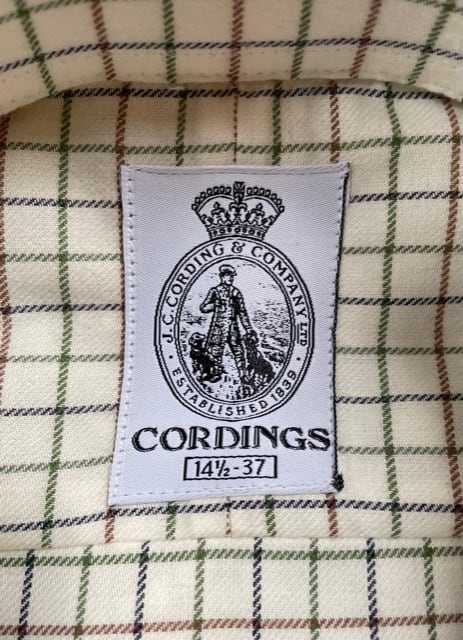 J.C. CORDING & COMPANY LTD
ESTABLISHED 1839
CORDINGS
14½-37